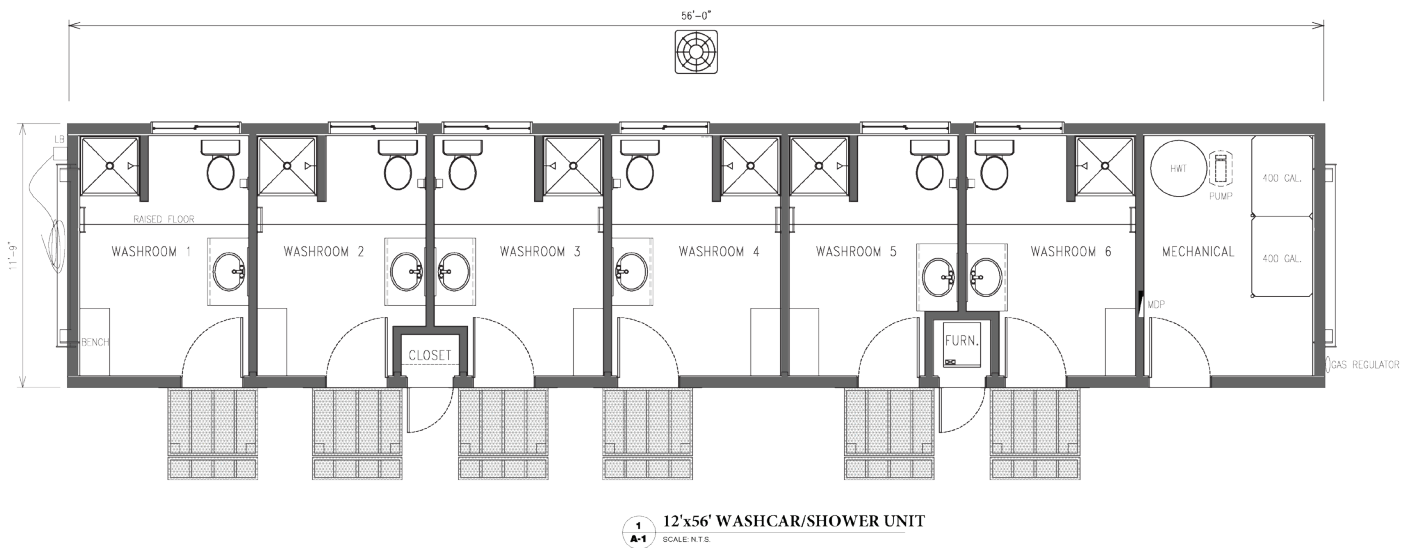 56'-0"
11'-9"
LB
RAISED FLOOR
WASHROOM 1
WASHROOM 2
WASHROOM 3
WASHROOM 4
WASHROOM 5
WASHROOM 6
MECHANICAL
HWT
PUMP
400 CAL.
400 CAL.
MDP
BENCH
CLOSET
FURN.
GAS REGULATOR
1
A-1
12'x56' WASHCAR/SHOWER UNIT
SCALE: N.T.S.